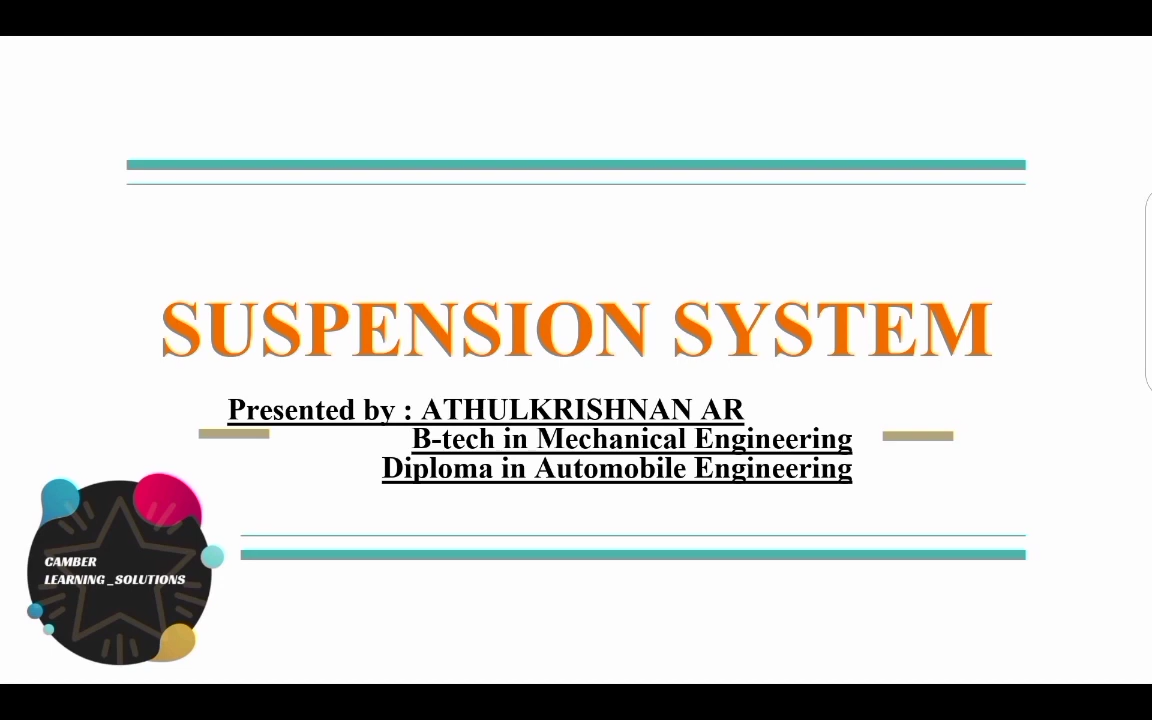 SUSPENSION SYSTEM
Presented by : ATHULKRISHNAN AR
B-tech in Mechanical Engineering
Diploma in Automobile Engineering
CAMBER
LEARNING_SOLUTIONS